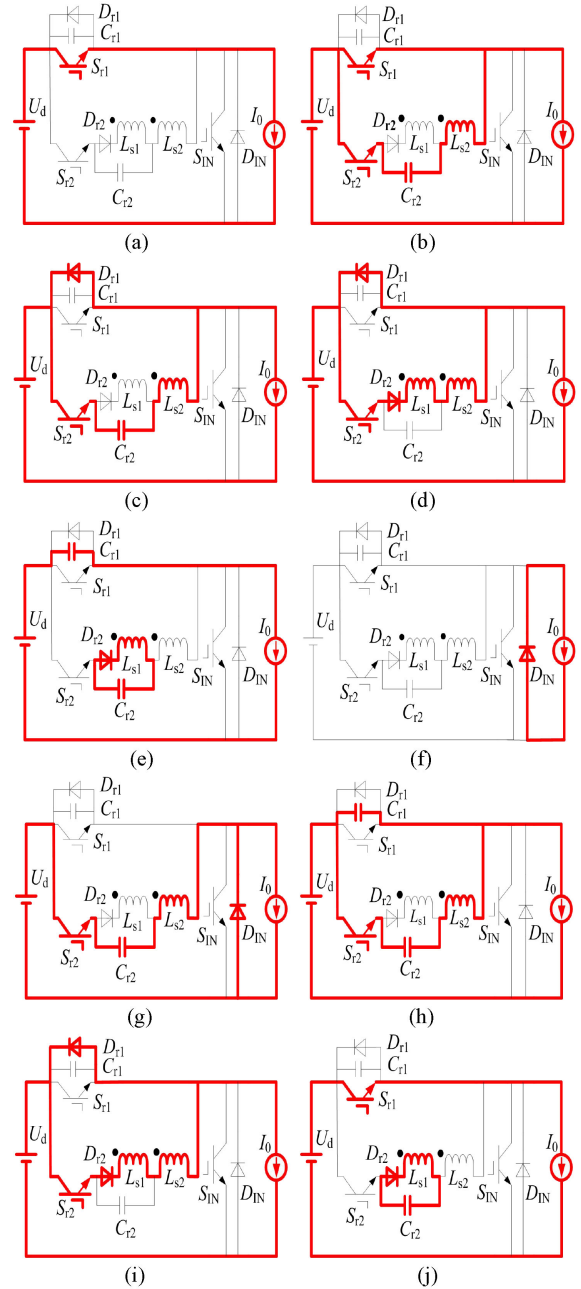 Dr1
Cr1
Sr1
Ud
Dr2
Ls1
Ls2
SIN
DIN
I0
Sr2
Cr2
(a)
Dr1
Cr1
Sr1
Ud
Dr2
Ls1
Ls2
SIN
DIN
I0
Sr2
Cr2
(b)
Dr1
Cr1
Sr1
Ud
Dr2
Ls1
Ls2
SIN
DIN
I0
Sr2
Cr2
(c)
Dr1
Cr1
Sr1
Ud
Dr2
Ls1
Ls2
SIN
DIN
I0
Sr2
Cr2
(d)
Dr1
Cr1
Sr1
Ud
Dr2
Ls1
Ls2
SIN
DIN
I0
Sr2
Cr2
(e)
Dr1
Cr1
Sr1
Ud
Dr2
Ls1
Ls2
SIN
DIN
I0
Sr2
Cr2
(f)
Dr1
Cr1
Sr1
Ud
Dr2
Ls1
Ls2
SIN
DIN
I0
Sr2
Cr2
(g)
Dr1
Cr1
Sr1
Ud
Dr2
Ls1
Ls2
SIN
DIN
I0
Sr2
Cr2
(h)
Dr1
Cr1
Sr1
Ud
Dr2
Ls1
Ls2
SIN
DIN
I0
Sr2
Cr2
(i)
Dr1
Cr1
Sr1
Ud
Dr2
Ls1
Ls2
SIN
DIN
I0
Sr2
Cr2
(j)